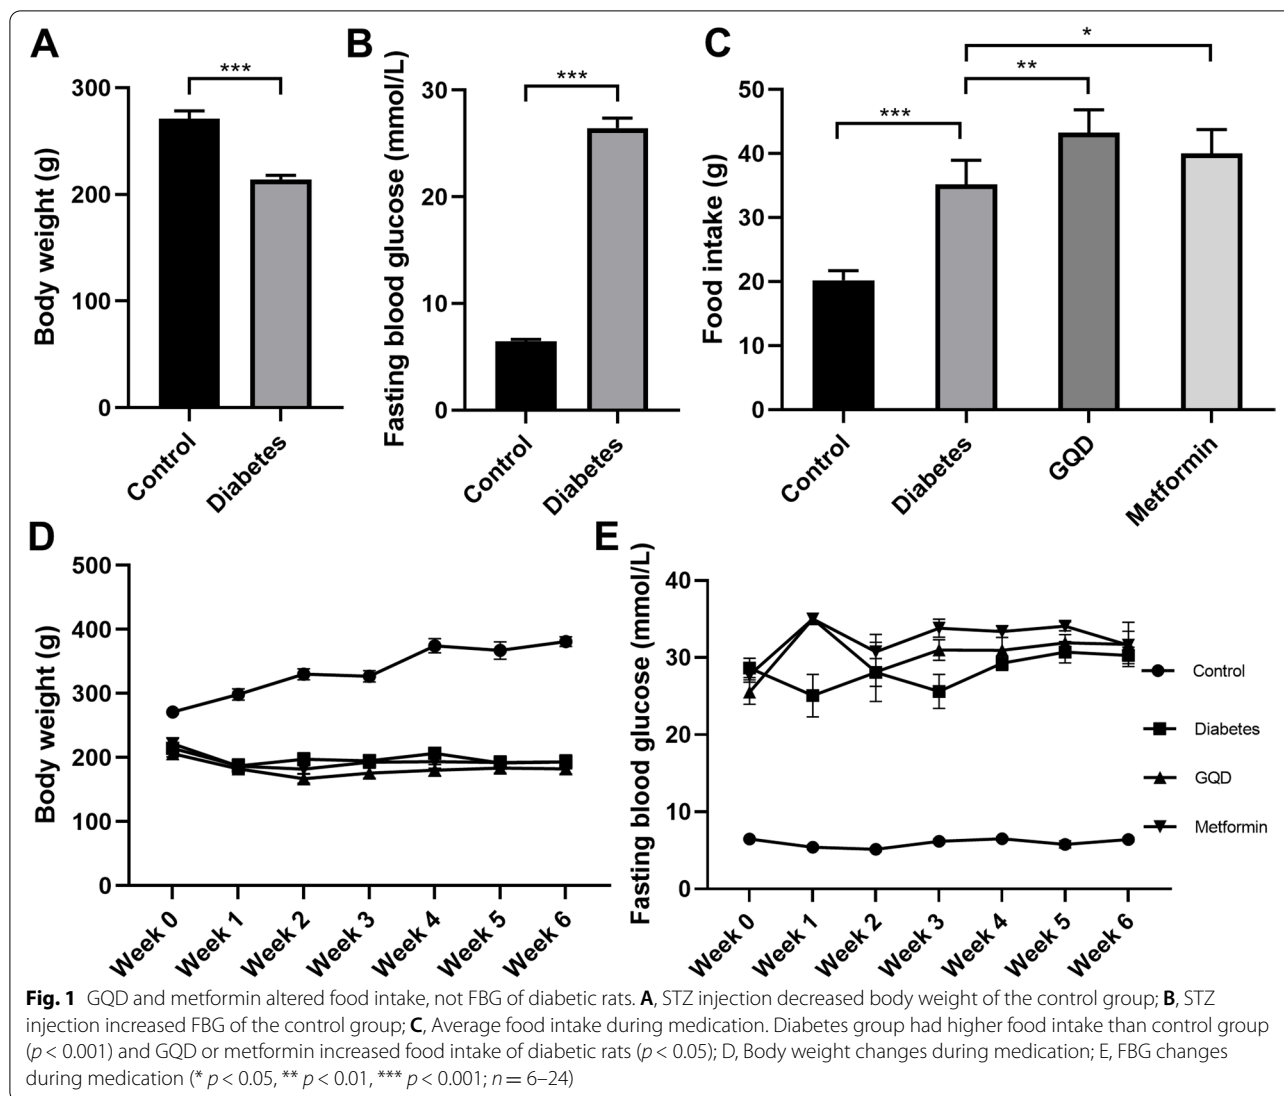 A
B
C
***
***
*
**
***
Body weight (g)
300
200
100
0
Control
Diabetes
Fasting blood glucose (mmol/L)
30
20
10
0
Control
Diabetes
Food intake (g)
50
40
30
20
10
0
Control
Diabetes
GQD
Metformin
D
E
Body weight (g)
500
400
300
200
100
0
Week 0
Week 1
Week 2
Week 3
Week 4
Week 5
Week 6
Fasting blood glucose (mmol/L)
40
30
20
10
0
Week 0
Week 1
Week 2
Week 3
Week 4
Week 5
Week 6
Control
Diabetes
GQD
Metformin
Fig. 1 GQD and metformin altered food intake, not FBG of diabetic rats. A, STZ injection decreased body weight of the control group; B, STZ
injection increased FBG of the control group; C, Average food intake during medication. Diabetes group had higher food intake than control group
(p < 0.001) and GQD or metformin increased food intake of diabetic rats (p < 0.05); D, Body weight changes during medication; E, FBG changes
during medication (* p < 0.05, ** p < 0.01, *** p < 0.001; n = 6–24)